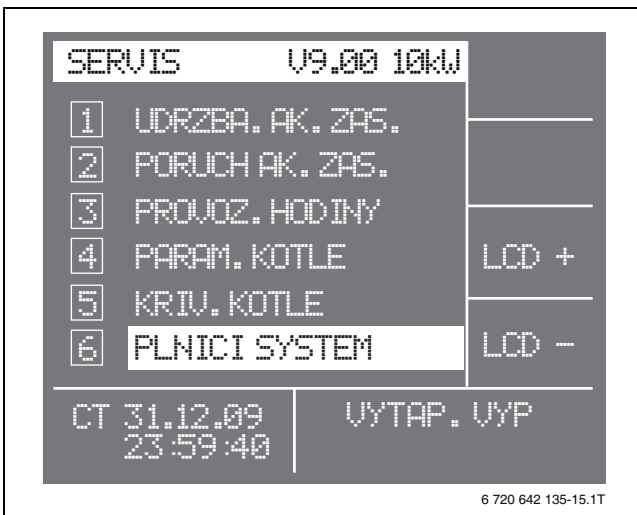 SERVIS V9.00 10kW
1 UDRZBA. AK. ZAS.
2 PORUCH AK. ZAS.
3 PROVOZ. HODINY
4 PARAM. KOTLE
LCD +
5 KRIV. KOTLE
6 PLNICI SYSTEM
LCD -
CT 31.12.09
23:59:40
VYTAP. VYP
6 720 642 135-15.1T